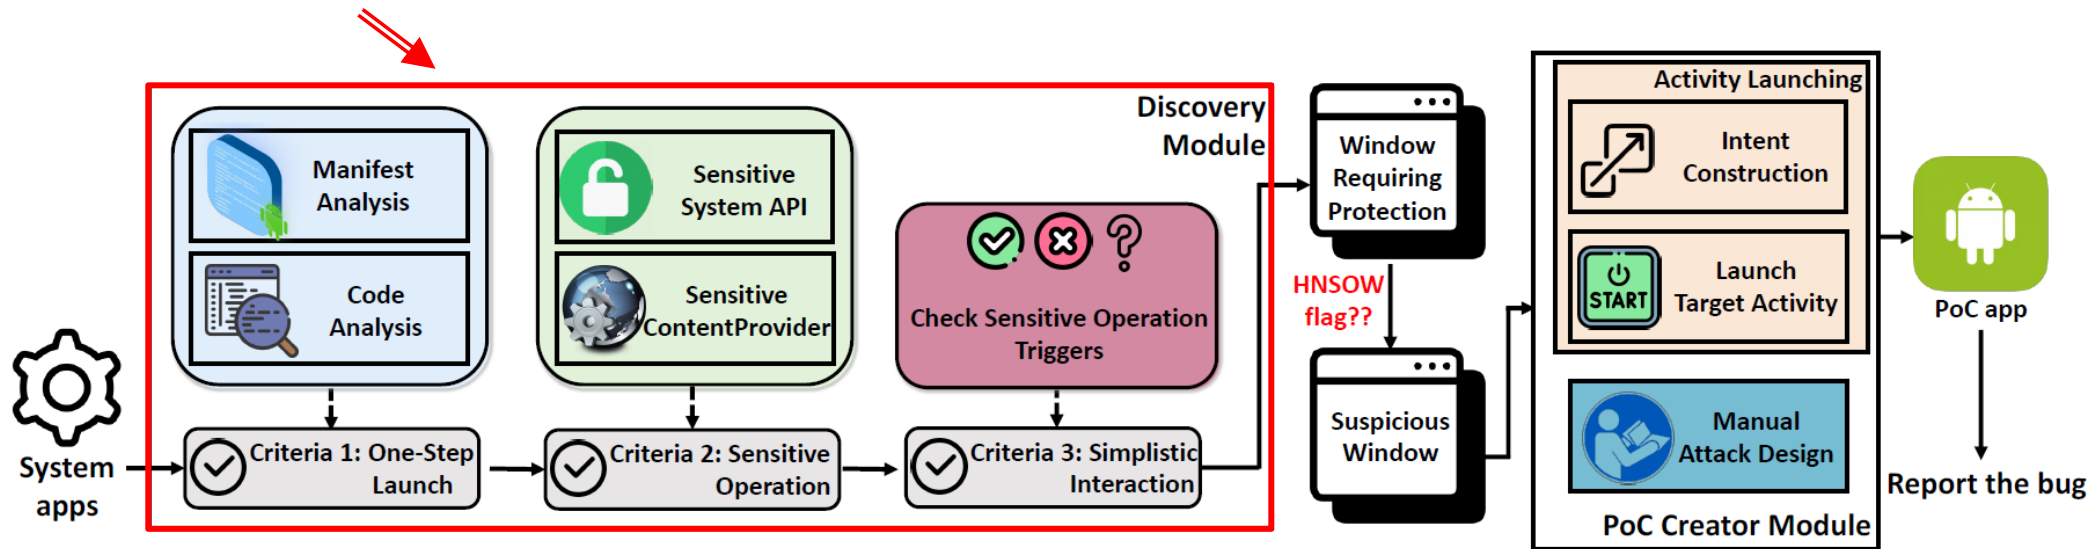 System
apps
Manifest
Analysis
Code
Analysis
Criteria 1: One-Step
Launch
Sensitive
System API
Sensitive
ContentProvider
Criteria 2: Sensitive
Operation
Check Sensitive Operation
Triggers
Criteria 3: Simplistic
Interaction
Discovery
Module
Window
Requiring
Protection
HNSOW
flag??
Suspicious
Window
Activity Launching
Intent
Construction
START
Launch
Target Activity
Manual
Attack Design
PoC Creator Module
PoC app
Report the bug